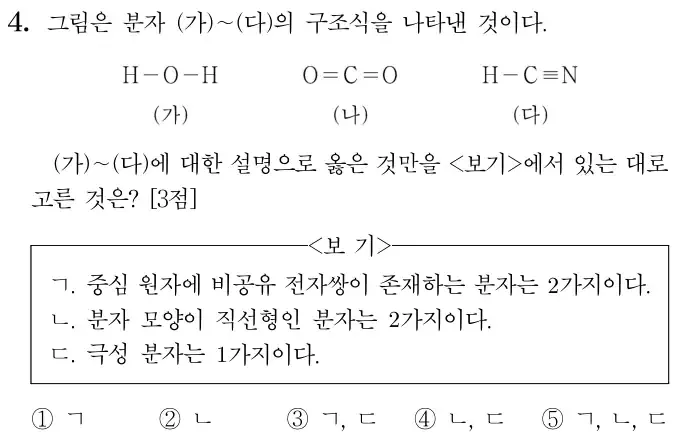 4. 그림은 분자 (가)~(다)의 구조식을 나타낸 것이다.
H-O-H O=C=O H-C≡N
(가) (나) (다)
(가)~(다)에 대한 설명으로 옳은 것만을 <보기>에서 있는 대로
고른 것은? [3점]
<보 기>
ㄱ. 중심 원자에 비공유 전자쌍이 존재하는 분자는 2가지이다.
ㄴ. 분자 모양이 직선형인 분자는 2가지이다.
ㄷ. 극성 분자는 1가지이다.
① ㄱ ② ㄴ ③ ㄱ, ㄷ ④ ㄴ, ㄷ ⑤ ㄱ, ㄴ, ㄷ